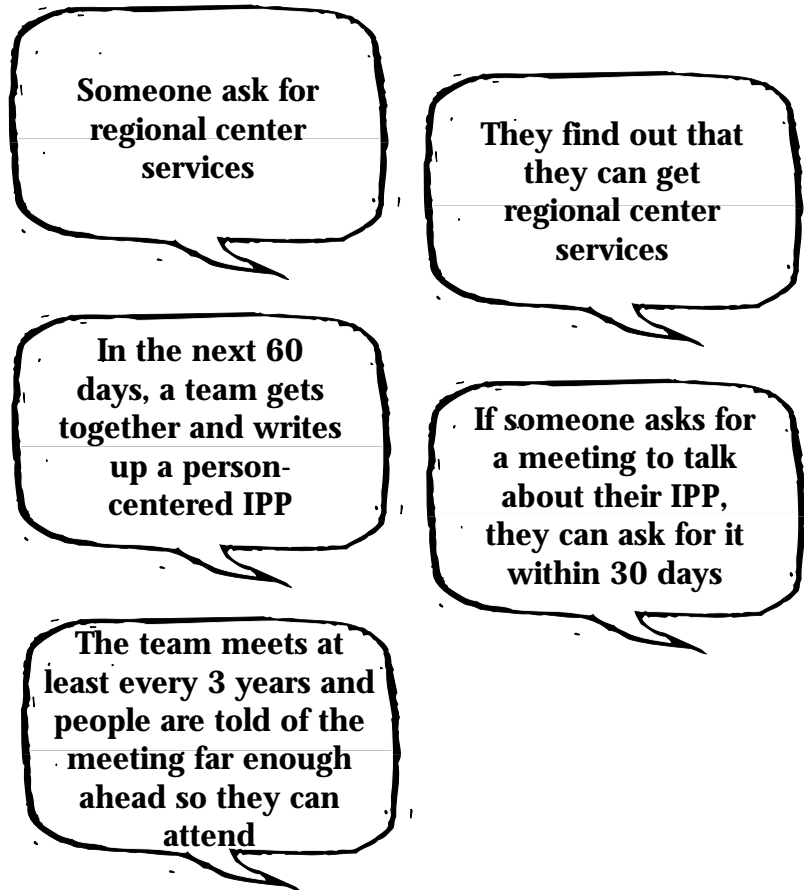 Someone ask for
regional center
services
They find out that
they can get
regional center
services
In the next 60
days, a team gets
together and writes
up a person-
centered IPP
If someone asks for
a meeting to talk
about their IPP,
they can ask for it
within 30 days
The team meets at
least every 3 years and
people are told of the
meeting far enough
ahead so they can
attend